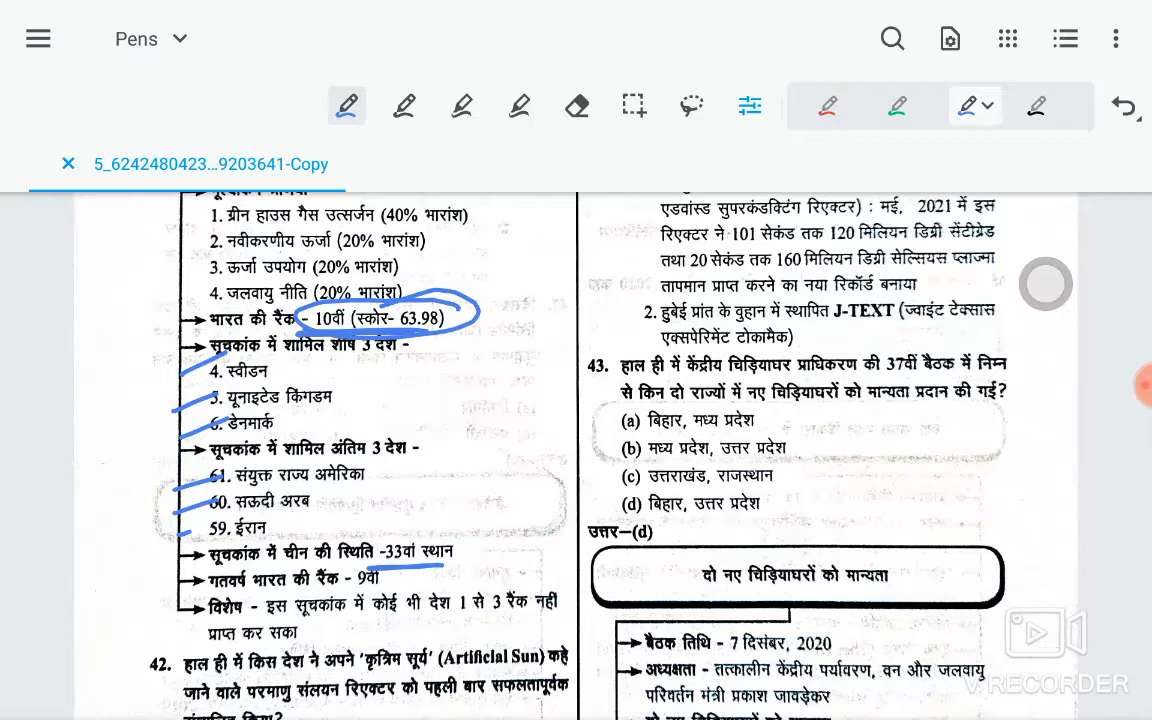 Pens
5_6242480423...9203641-Copy
1. ग्रीन हाउस गैस उत्सर्जन (40% भारांश)
2. नवीकरणीय ऊर्जा (20% भारांश)
3. ऊर्जा उपयोग (20% भारांश)
4. जलवायु नीति (20% भारांश)
भारत की रैंक - 10वीं (स्कोर- 63.98)
सूचकांक में शामिल शीर्ष 3 देश -
4. स्वीडन
5. यूनाइटेड किंगडम
6. डेनमार्क
सूचकांक में शामिल अंतिम 3 देश -
61. संयुक्त राज्य अमेरिका
60. सऊदी अरब
59. ईरान
सूचकांक में चीन की स्थिति -33वां स्थान
गतवर्ष भारत की रैंक - 9वीं
विशेष - इस सूचकांक में कोई भी देश 1 से 3 रैंक नहीं
प्राप्त कर सका
42. हाल ही में किस देश ने अपने 'कृत्रिम सूर्य' (Artificial Sun) कहे
जाने वाले परमाणु संलयन रिएक्टर को पहली बार सफलतापूर्वक
एडवांस्ड सुपरकंडक्टिंग रिएक्टर) : मई, 2021 में इस
रिएक्टर ने 101 सेकंड तक 120 मिलियन डिग्री सेंटीग्रेड
तथा 20 सेकंड तक 160 मिलियन डिग्री सेल्सियस प्लाज्मा
तापमान प्राप्त करने का नया रिकॉर्ड बनाया
2. हुबेई प्रांत के वुहान में स्थापित J-TEXT (ज्वाइंट टेक्सास
एक्सपेरिमेंट टोकामैक)
43. हाल ही में केंद्रीय चिड़ियाघर प्राधिकरण की 37वीं बैठक में निम्न
से किन दो राज्यों में नए चिड़ियाघरों को मान्यता प्रदान की गई?
(a) बिहार, मध्य प्रदेश
(b) मध्य प्रदेश, उत्तर प्रदेश
(c) उत्तराखंड, राजस्थान
(d) बिहार, उत्तर प्रदेश
उत्तर–(d)
दो नए चिड़ियाघरों को मान्यता
बैठक तिथि - 7 दिसंबर, 2020
अध्यक्षता - तत्कालीन केंद्रीय पर्यावरण, वन और जलवायु
परिवर्तन मंत्री प्रकाश जावड़ेकर
V.RECORDER